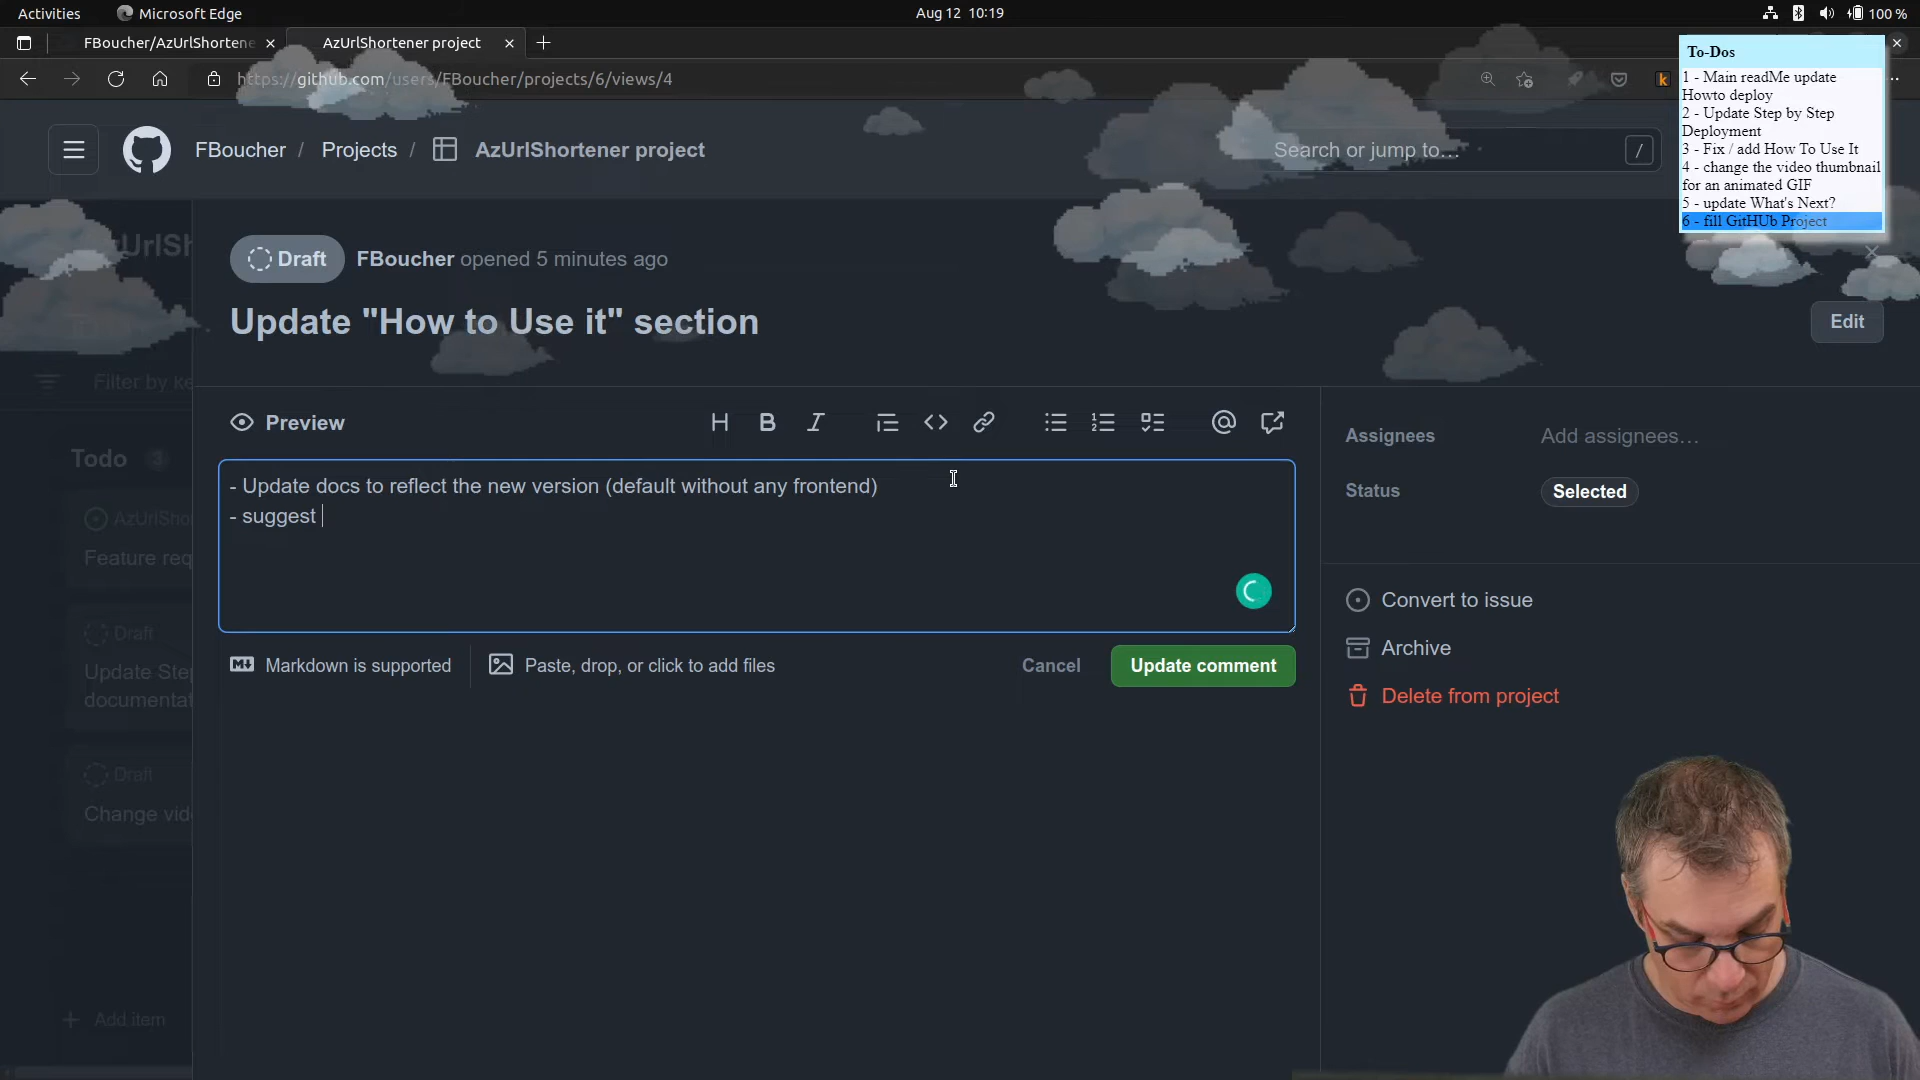 Activities
Microsoft Edge
Aug 12 10:19
100 %
FBoucher/AzUrlShortene
AzUrlShortener project
https://github.com/users/FBoucher/projects/6/views/4
To-Dos
1 - Main readMe update
Howto deploy
2 - Update Step by Step
Deployment
3 - Fix / add How To Use It
4 - change the video thumbnail
for an animated GIF
5 - update What's Next?
6 - fill GitHUb Project
FBoucher / Projects / AzUrlShortener project
Search or jump to...
/
Draft
FBoucher opened 5 minutes ago
Update "How to Use it" section
Edit
Filter by ke
Preview
H B I
- Update docs to reflect the new version (default without any frontend)
- suggest
Markdown is supported
Paste, drop, or click to add files
Cancel
Update comment
Assignees
Add assignees…
Status
Selected
Convert to issue
Archive
Delete from project
Todo 3
AzUrlShor
Feature req
Draft
Update Step
documentat
Draft
Change vid
+ Add item